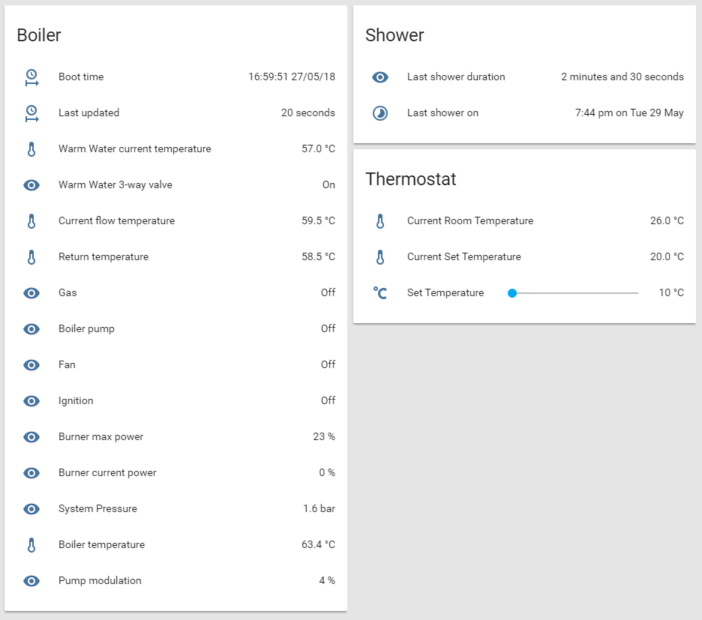 Boiler
Boot time 16:59:51 27/05/18
Last updated 20 seconds
Warm Water current temperature 57.0 °C
Warm Water 3-way valve On
Current flow temperature 59.5 °C
Return temperature 58.5 °C
Gas Off
Boiler pump Off
Fan Off
Ignition Off
Burner max power 23 %
Burner current power 0 %
System Pressure 1.6 bar
Boiler temperature 63.4 °C
Pump modulation 4 %
Shower
Last shower duration 2 minutes and 30 seconds
Last shower on 7:44 pm on Tue 29 May
Thermostat
Current Room Temperature 26.0 °C
Current Set Temperature 20.0 °C
°C Set Temperature 10 °C